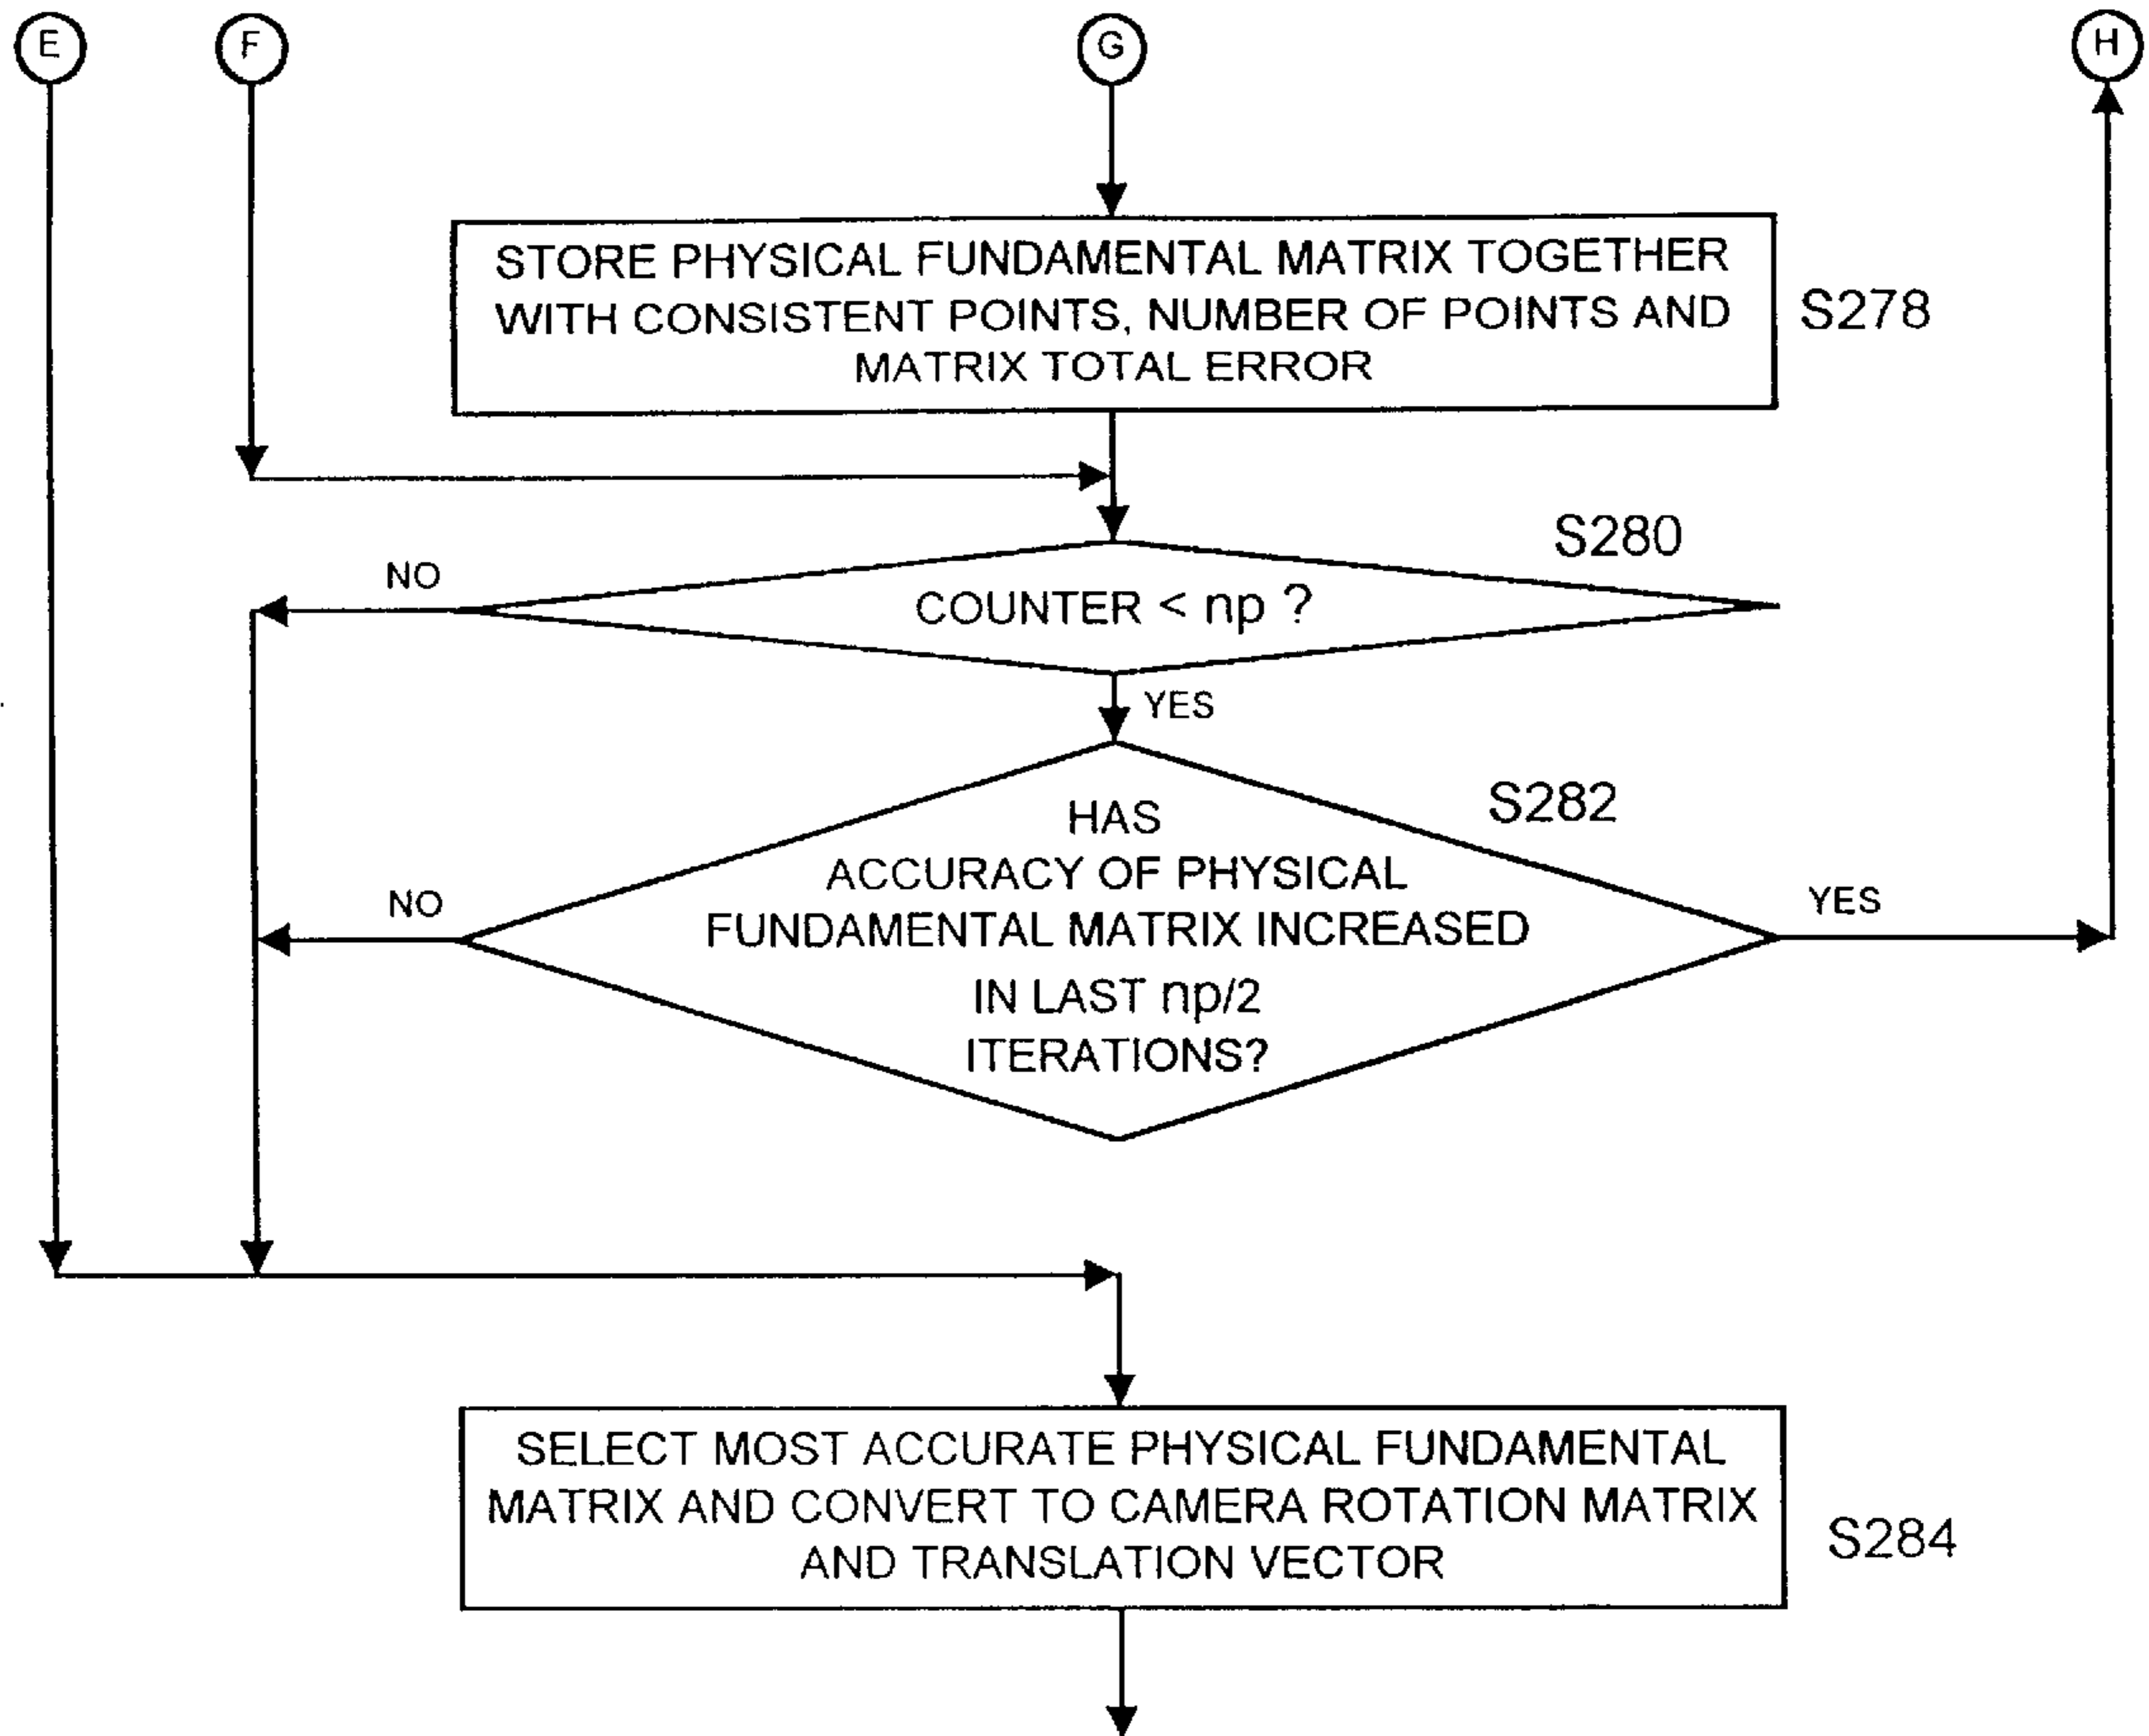 E
F
G
H
STORE PHYSICAL FUNDAMENTAL MATRIX TOGETHER
WITH CONSISTENT POINTS, NUMBER OF POINTS AND
MATRIX TOTAL ERROR
S278
S280
NO
COUNTER < np ?
YES
S282
HAS
ACCURACY OF PHYSICAL
FUNDAMENTAL MATRIX INCREASED
IN LAST np/2
ITERATIONS?
NO
YES
SELECT MOST ACCURATE PHYSICAL FUNDAMENTAL
MATRIX AND CONVERT TO CAMERA ROTATION MATRIX
AND TRANSLATION VECTOR
S284